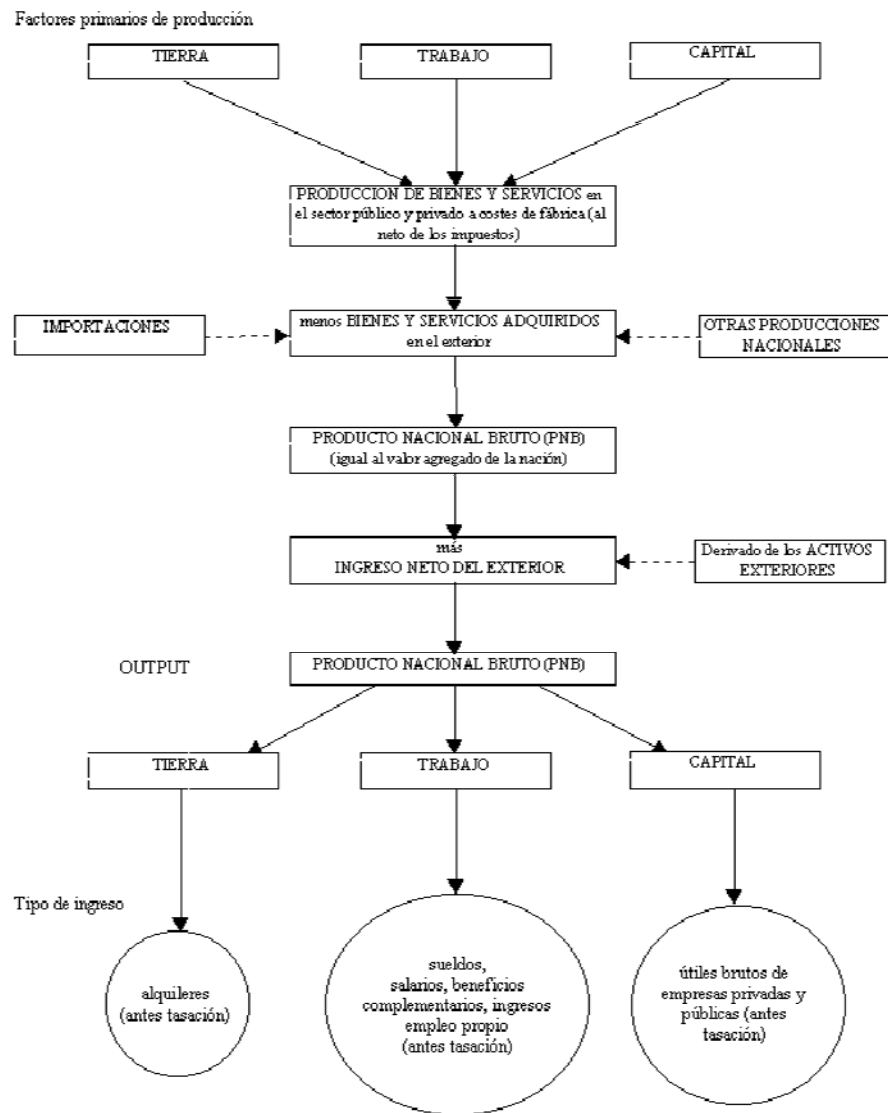 Factores primarios de producción
TIERRA
TRABAJO
CAPITAL
PRODUCCION DE BIENES Y SERVICIOS en
el sector público y privado a costes de fábrica (al
neto de los impuestos)
IMPORTACIONES
menos BIENES Y SERVICIOS ADQUIRIDOS
en el exterior
OTRAS PRODUCCIONES
NACIONALES
PRODUCTO NACIONAL BRUTO (PNB)
(igual al valor agregado de la nación)
más
INGRESO NETO DEL EXTERIOR
Derivado de los ACTIVOS
EXTERIORES
OUTPUT
PRODUCTO NACIONAL BRUTO (PNB)
TIERRA
TRABAJO
CAPITAL
Tipo de ingreso
alquileres
(antes tasación)
sueldos,
salarios, beneficios
complementarios, ingresos
empleo propio
(antes tasación)
útiles brutos de
empresas privadas y
públicas (antes
tasación)